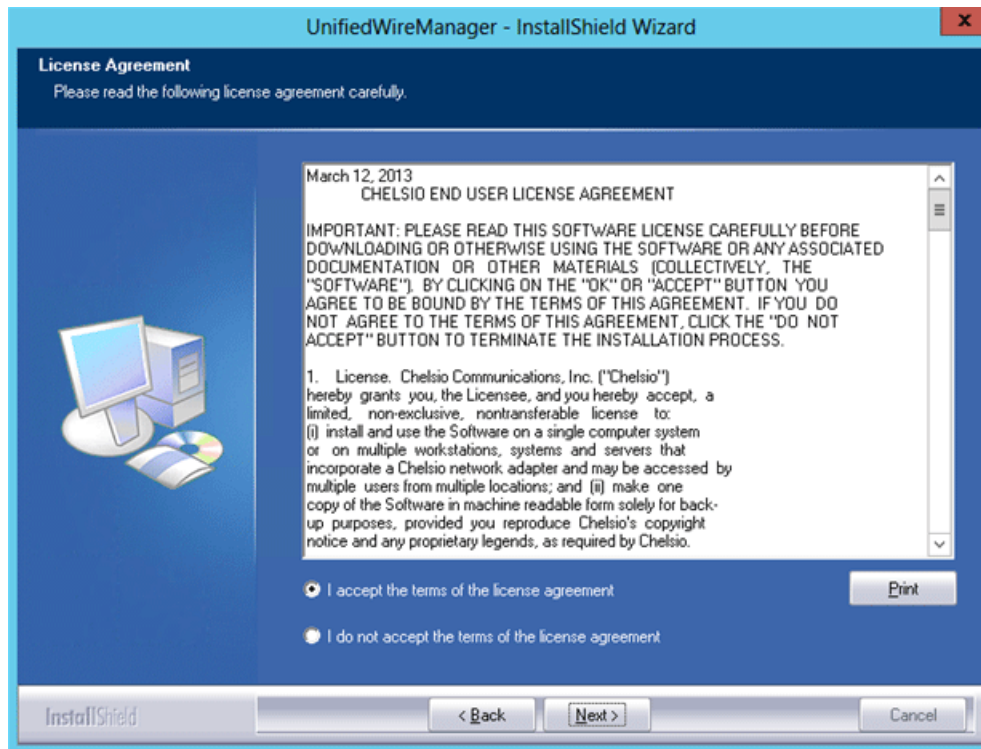 UnifiedWireManager - InstallShield Wizard
x
License Agreement
Please read the following license agreement carefully.
March 12, 2013
CHELSIO END USER LICENSE AGREEMENT
IMPORTANT: PLEASE READ THIS SOFTWARE LICENSE CAREFULLY BEFORE
DOWNLOADING OR OTHERWISE USING THE SOFTWARE OR ANY ASSOCIATED
DOCUMENTATION OR OTHER MATERIALS (COLLECTIVELY, THE
"SOFTWARE"). BY CLICKING ON THE "OK" OR "ACCEPT" BUTTON YOU
AGREE TO BE BOUND BY THE TERMS OF THIS AGREEMENT. IF YOU DO
NOT AGREE TO THE TERMS OF THIS AGREEMENT, CLICK THE "DO NOT
ACCEPT" BUTTON TO TERMINATE THE INSTALLATION PROCESS.
1. License. Chelsio Communications, Inc. ("Chelsio")
hereby grants you, the Licensee, and you hereby accept, a
limited, non-exclusive, nontransferable license to:
(i) install and use the Software on a single computer system
or on multiple workstations, systems and servers that
incorporate a Chelsio network adapter and may be accessed by
multiple users from multiple locations; and (ii) make one
copy of the Software in machine readable form solely for back-
up purposes, provided you reproduce Chelsio's copyright
notice and any proprietary legends, as required by Chelsio.
I accept the terms of the license agreement
Print
I do not accept the terms of the license agreement
InstallShield
< Back
Next >
Cancel